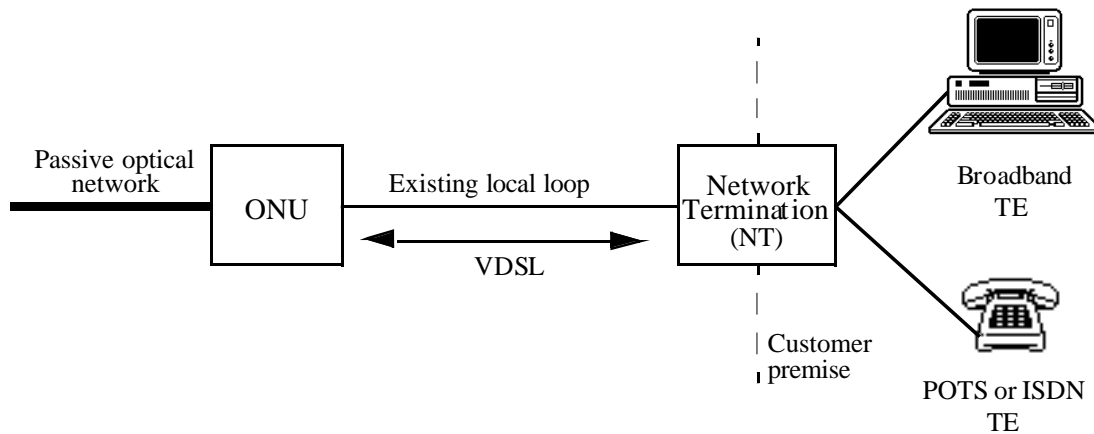 Passive optical
network
ONU
Existing local loop
VDSL
Network
Termination
(NT)
Customer
premise
Broadband
TE
POTS or ISDN
TE